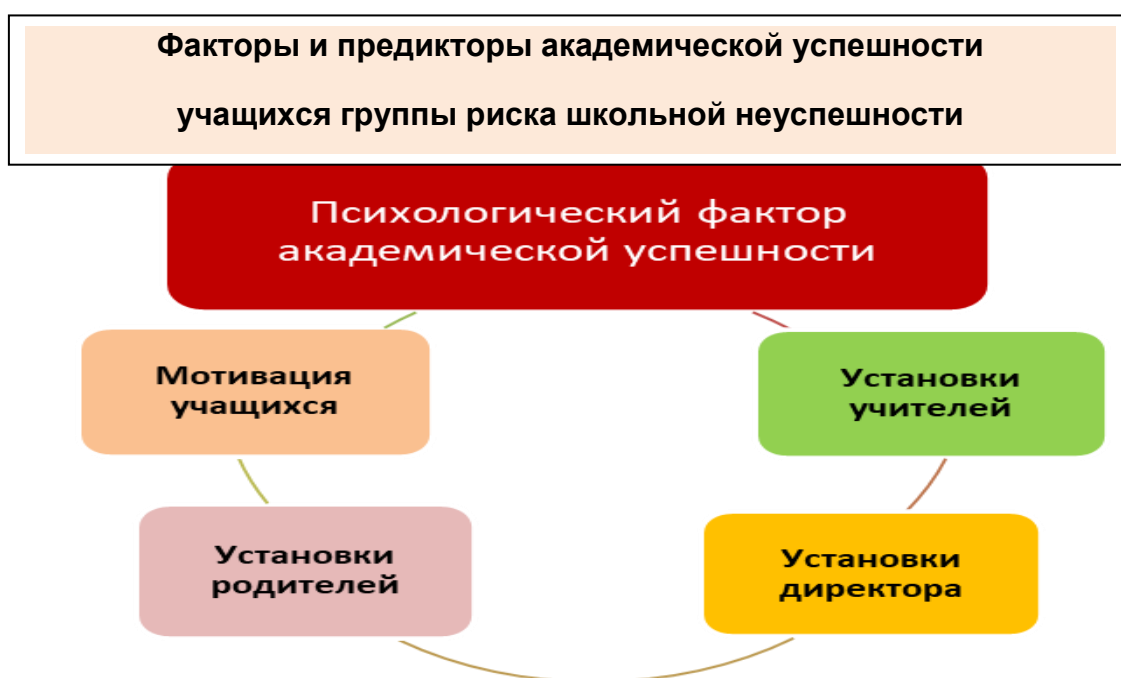 Факторы и предикторы академической успешности
учащихся группы риска школьной неуспешности
Психологический фактор
академической успешности
Мотивация
учащихся
Установки
учителей
Установки
родителей
Установки
директора